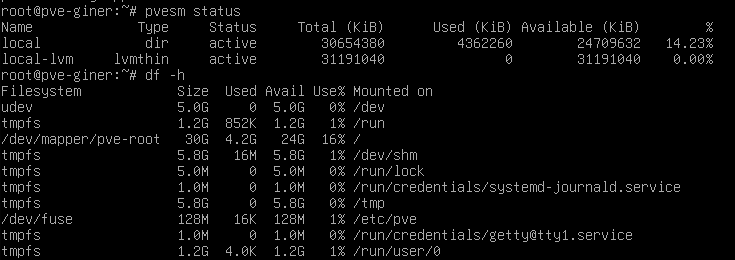 root@pve-giner:~# pvesm status
Name             Type     Status     Total (KiB)      Used (KiB) Available (KiB)        %
local             dir     active        30654380         4362260        24709632   14.23%
local-lvm     lvmthin     active        31191040               0        31191040    0.00%
root@pve-giner:~# df -h
Filesystem            Size  Used Avail Use% Mounted on
udev                  5.0G     0  5.0G   0% /dev
tmpfs                 1.2G  852K  1.2G   1% /run
/dev/mapper/pve-root   30G  4.2G   24G  16% /
tmpfs                 5.8G   16M  5.8G   1% /dev/shm
tmpfs                 5.0M     0  5.0M   0% /run/lock
tmpfs                 1.0M     0  1.0M   0% /run/credentials/systemd-journald.service
tmpfs                 5.8G     0  5.8G   0% /tmp
/dev/fuse             128M   16K  128M   1% /etc/pve
tmpfs                 1.0M     0  1.0M   0% /run/credentials/getty@tty1.service
tmpfs                 1.2G  4.0K  1.2G   1% /run/user/0